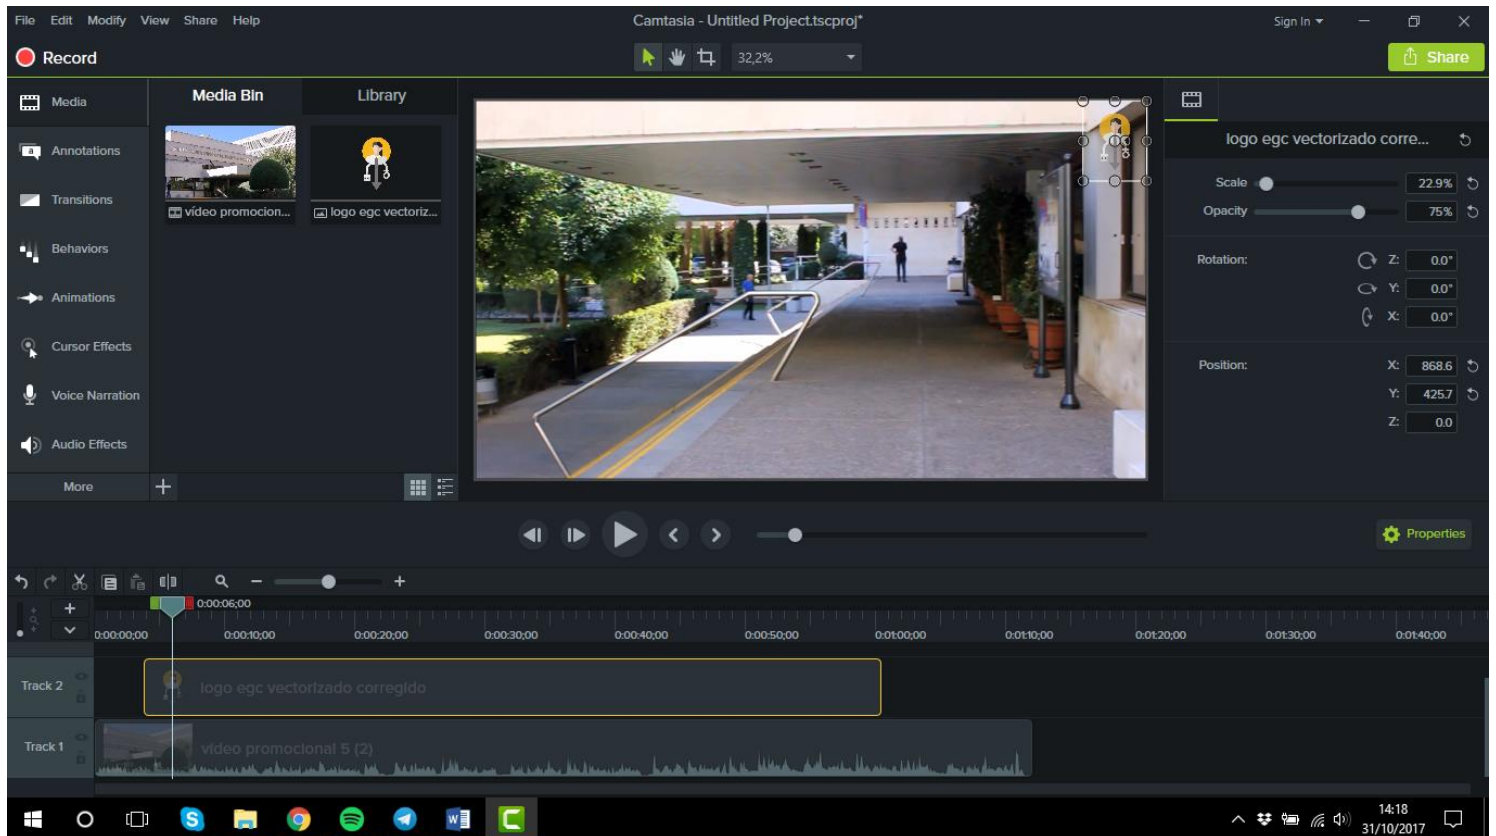 File Edit Modify View Share Help
Camtasia - Untitled Project.tscproj*
Sign In
Record
32,2%
Share
Media
Annotations
Transitions
Behaviors
Animations
Cursor Effects
Voice Narration
Audio Effects
More
Media Bin Library
vídeo promocion... logo egc vectoriz...
logo egc vectorizado corre...
Scale 22.9%
Opacity 75%
Rotation: Z: 0.0°
Y: 0.0°
X: 0.0°
Position: X: 868.6
Y: 425.7
Z: 0.0
Properties
0:00:06;00
0:00:00;00 0:00:10;00 0:00:20;00 0:00:30;00 0:00:40;00 0:00:50;00 0:01:00;00 0:01:10;00 0:01:20;00 0:01:30;00 0:01:40;00
Track 2 logo egc vectorizado corregido
Track 1 vídeo promocional 5 (2)
14:18
31/10/2017